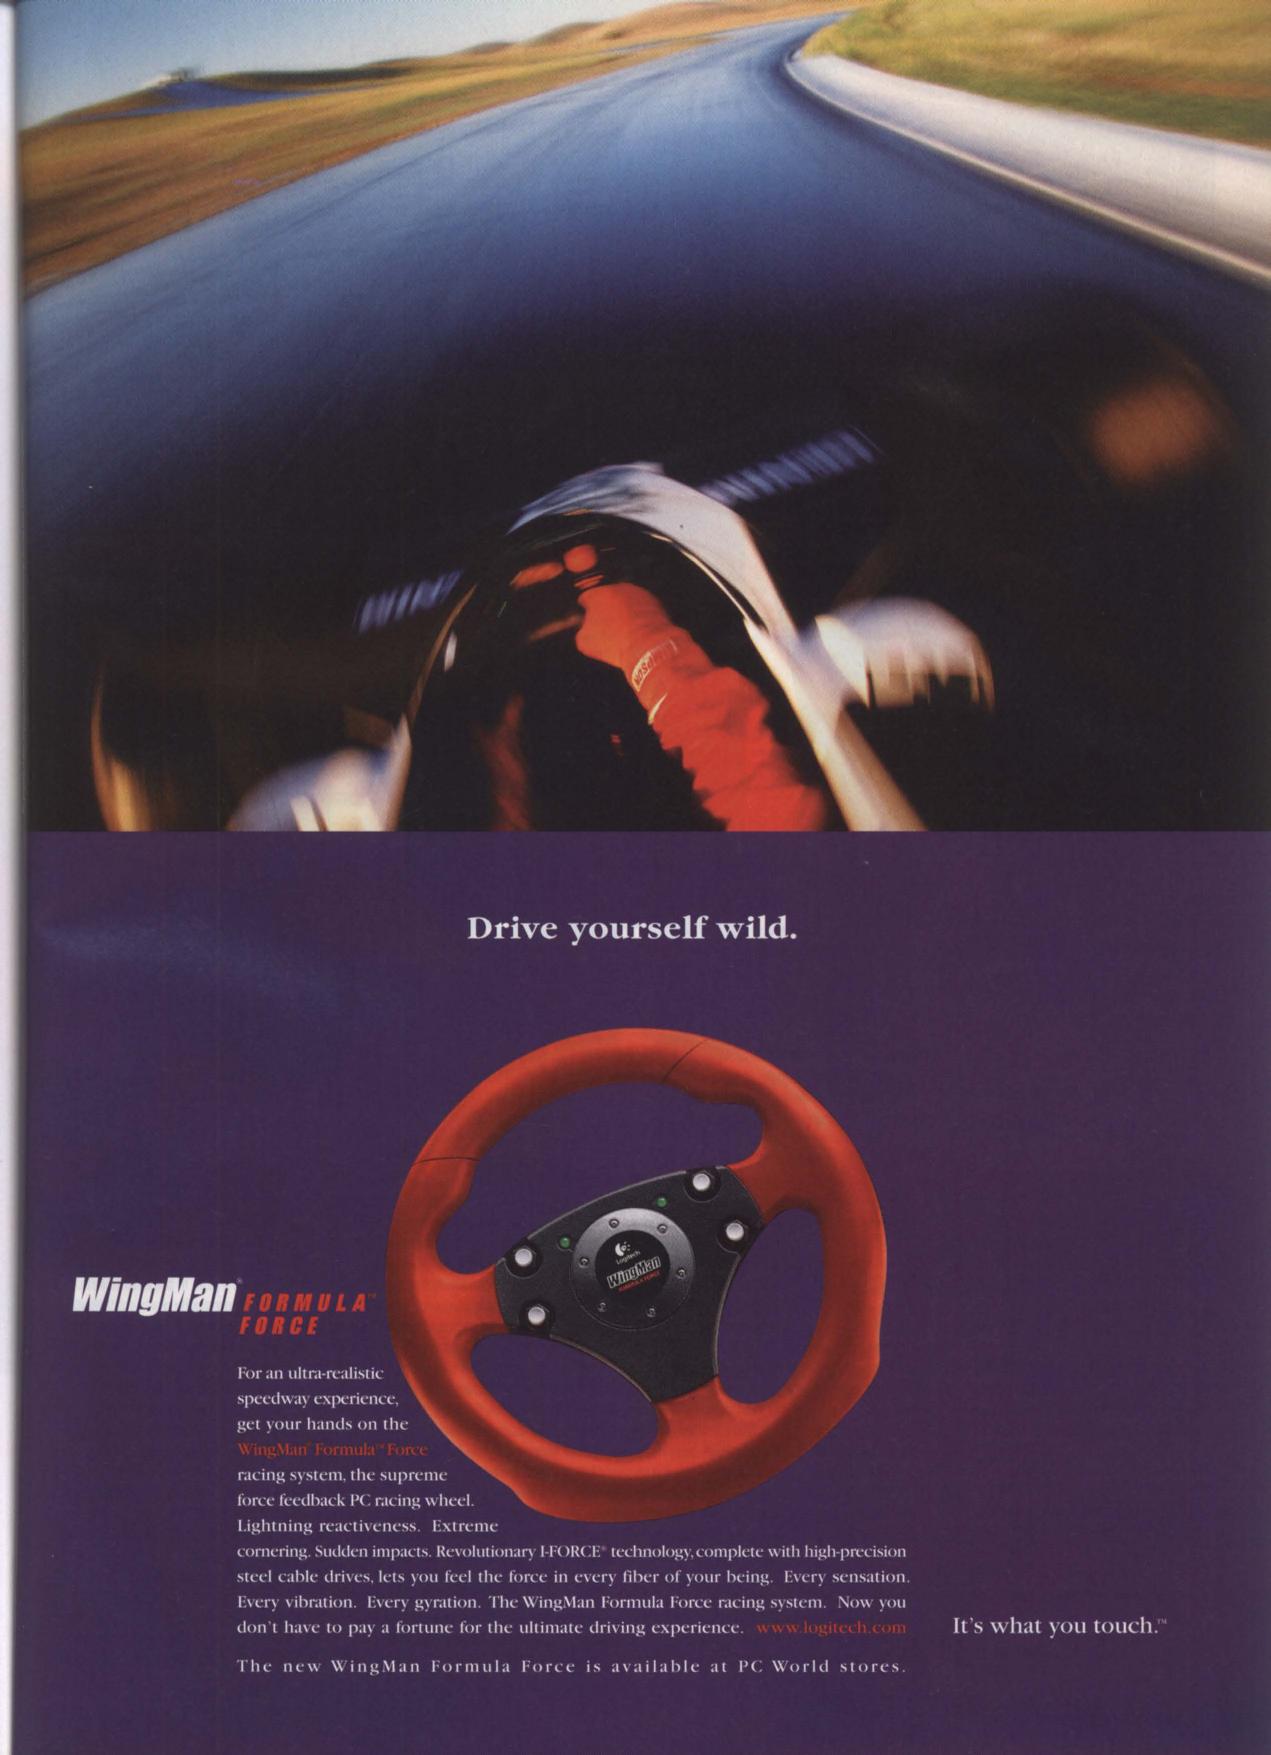 Drive yourself wild.
Logitech
WingMan
FORMULA FORCE
WingMan® FORMULA™
FORCE
For an ultra-realistic
speedway experience,
get your hands on the
WingMan® Formula™ Force
racing system, the supreme
force feedback PC racing wheel.
Lightning reactiveness. Extreme
cornering. Sudden impacts. Revolutionary I-FORCE® technology, complete with high-precision
steel cable drives, lets you feel the force in every fiber of your being. Every sensation.
Every vibration. Every gyration. The WingMan Formula Force racing system. Now you
don't have to pay a fortune for the ultimate driving experience. www.logitech.com
It's what you touch.™
The new WingMan Formula Force is available at PC World stores.